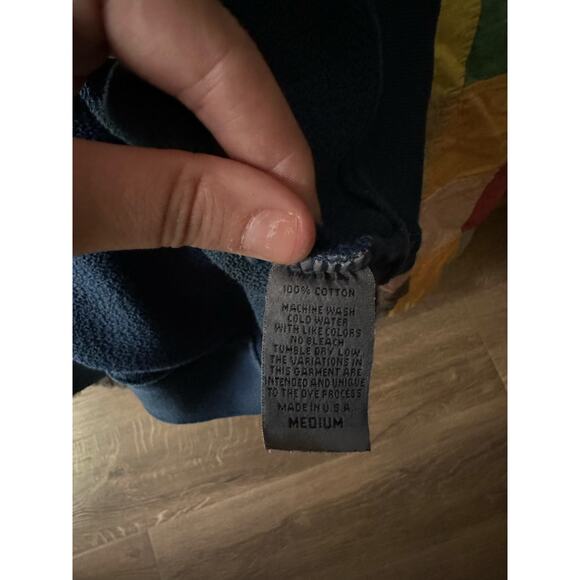 100% COTTON
MACHINE WASH
COLD WATER
WITH LIKE COLORS
NO BLEACH
TUMBLE DRY LOW
THE VARIATIONS IN
THIS GARMENT ARE
INTENDED AND UNIQUE
TO THE DYE PROCESS
MADE IN U.S.A.
MEDIUM